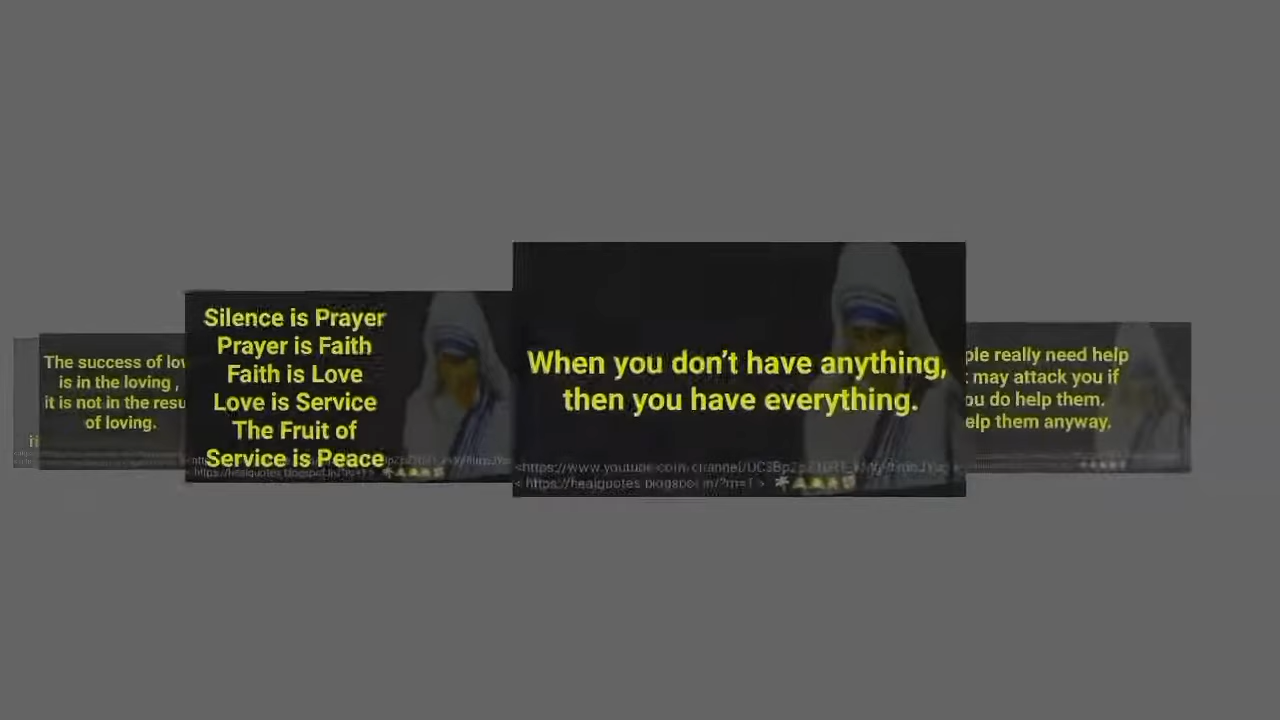 The success of lov
is in the loving ,
it is not in the resu
of loving.
Silence is Prayer
Prayer is Faith
Faith is Love
Love is Service
The Fruit of
Service is Peace
When you don't have anything,
then you have everything.
ple really need help
may attack you if
ou do help them.
elp them anyway.